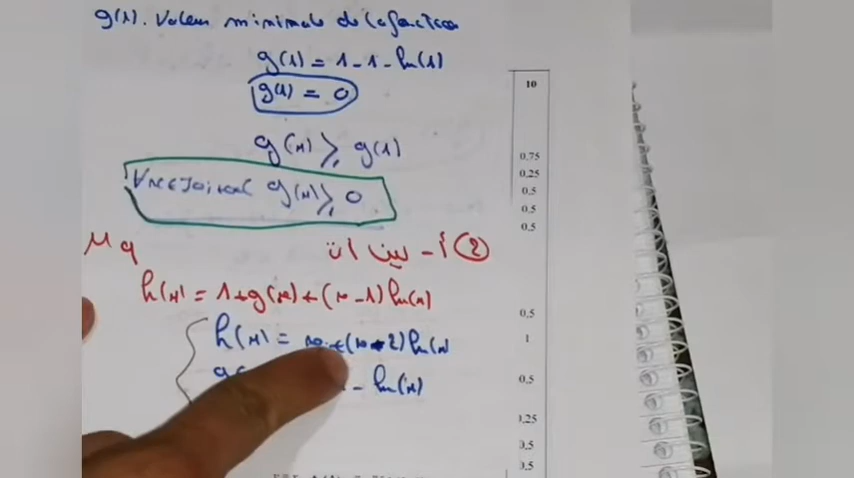 g(1). Valeur minimale de la fonction
g(1) = 1 - 1 - ln(1)
g(1) = 0
g(x) ≥ g(1)
∀x∈]0;+∞[ g(x) ≥ 0
Mq ② أ - بين أن
h(x) = 1 + g(x) + (x - 1) ln(x)
h(x) = x + (x - 2) ln(x)
- ln(x)
10
0,75
0,25
0,5
0,5
0,5
0,5
1
0,5